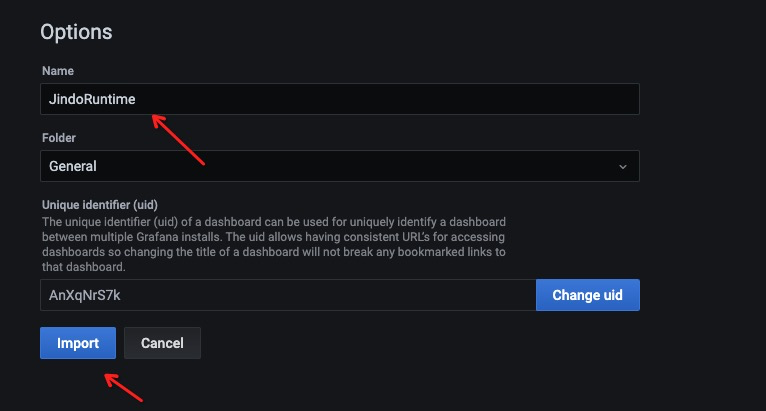 Options
Name
JindoRuntime
Folder
General
Unique identifier (uid)
The unique identifier (uid) of a dashboard can be used for uniquely identify a dashboard
between multiple Grafana installs. The uid allows having consistent URL's for accessing
dashboards so changing the title of a dashboard will not break any bookmarked links to
that dashboard.
AnXqNrS7k
Change uid
Import
Cancel